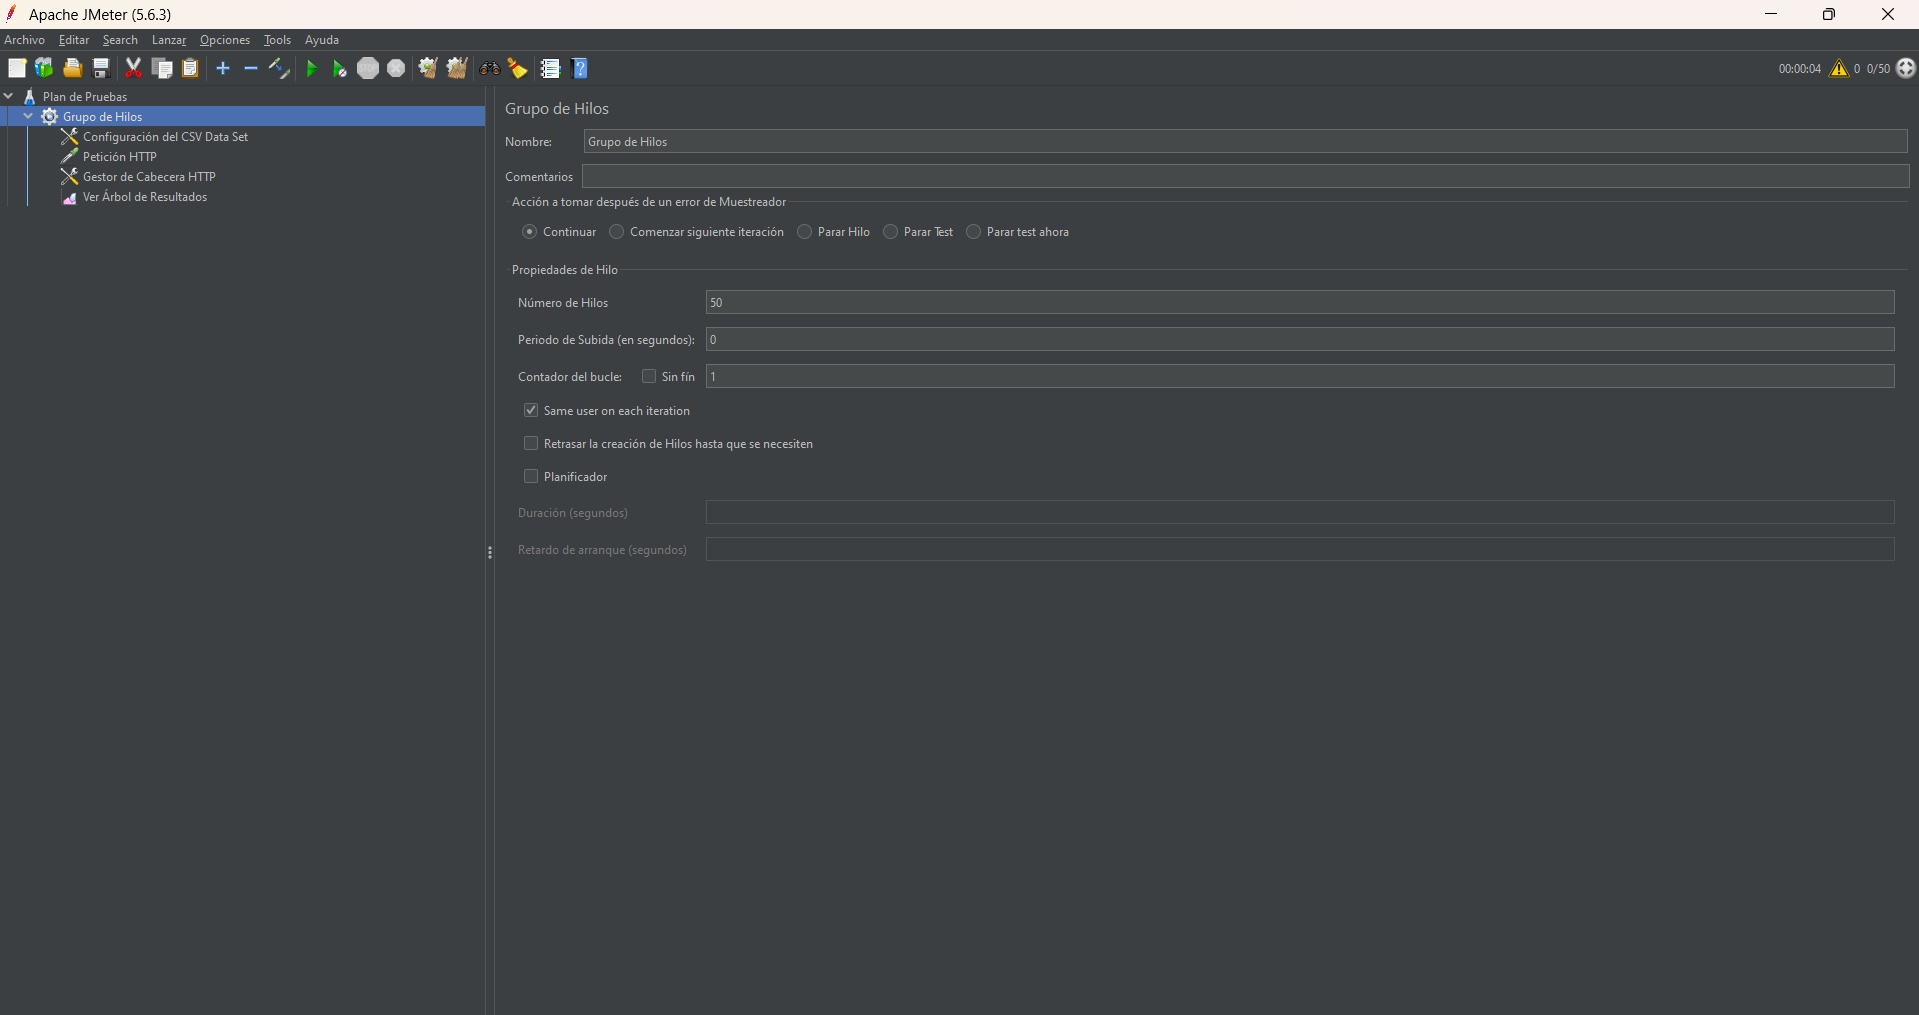 Apache JMeter (5.6.3)
Archivo Editar Search Lanzar Opciones Tools Ayuda
00:00:04 0 0/50
Plan de Pruebas
Grupo de Hilos
Configuración del CSV Data Set
Petición HTTP
Gestor de Cabecera HTTP
Ver Árbol de Resultados
Grupo de Hilos
Nombre: Grupo de Hilos
Comentarios
Acción a tomar después de un error de Muestreador
Continuar Comenzar siguiente iteración Parar Hilo Parar Test Parar test ahora
Propiedades de Hilo
Número de Hilos 50
Periodo de Subida (en segundos): 0
Contador del bucle: Sin fín 1
Same user on each iteration
Retrasar la creación de Hilos hasta que se necesiten
Planificador
Duración (segundos)
Retardo de arranque (segundos)